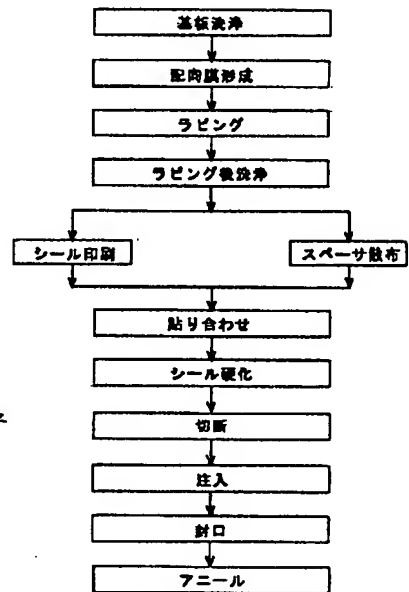 基板洗浄
配向膜形成
ラビング
ラビング後洗浄
シール印刷
スペーサ散布
貼り合わせ
シール硬化
切断
注入
封口
アニール